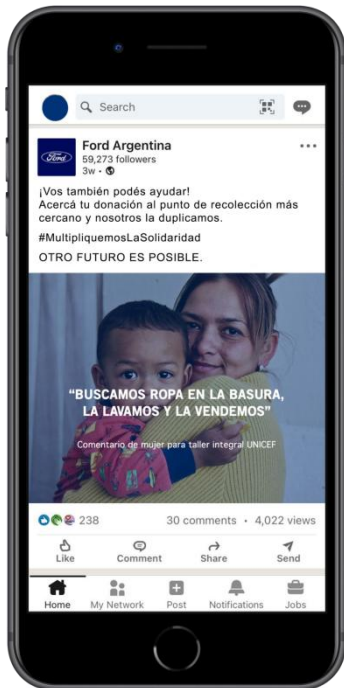 Search
Ford
Ford Argentina
59,273 followers
3w •
¡Vos también podés ayudar!
Acercá tu donación al punto de recolección más
cercano y nosotros la duplicamos.
#MultipliquemosLaSolidaridad
OTRO FUTURO ES POSIBLE.
“BUSCAMOS ROPA EN LA BASURA,
LA LAVAMOS Y LA VENDEMOS”
Comentario de mujer para taller integral UNICEF
238
30 comments • 4,022 views
Like Comment Share Send
Home My Network Post Notifications Jobs